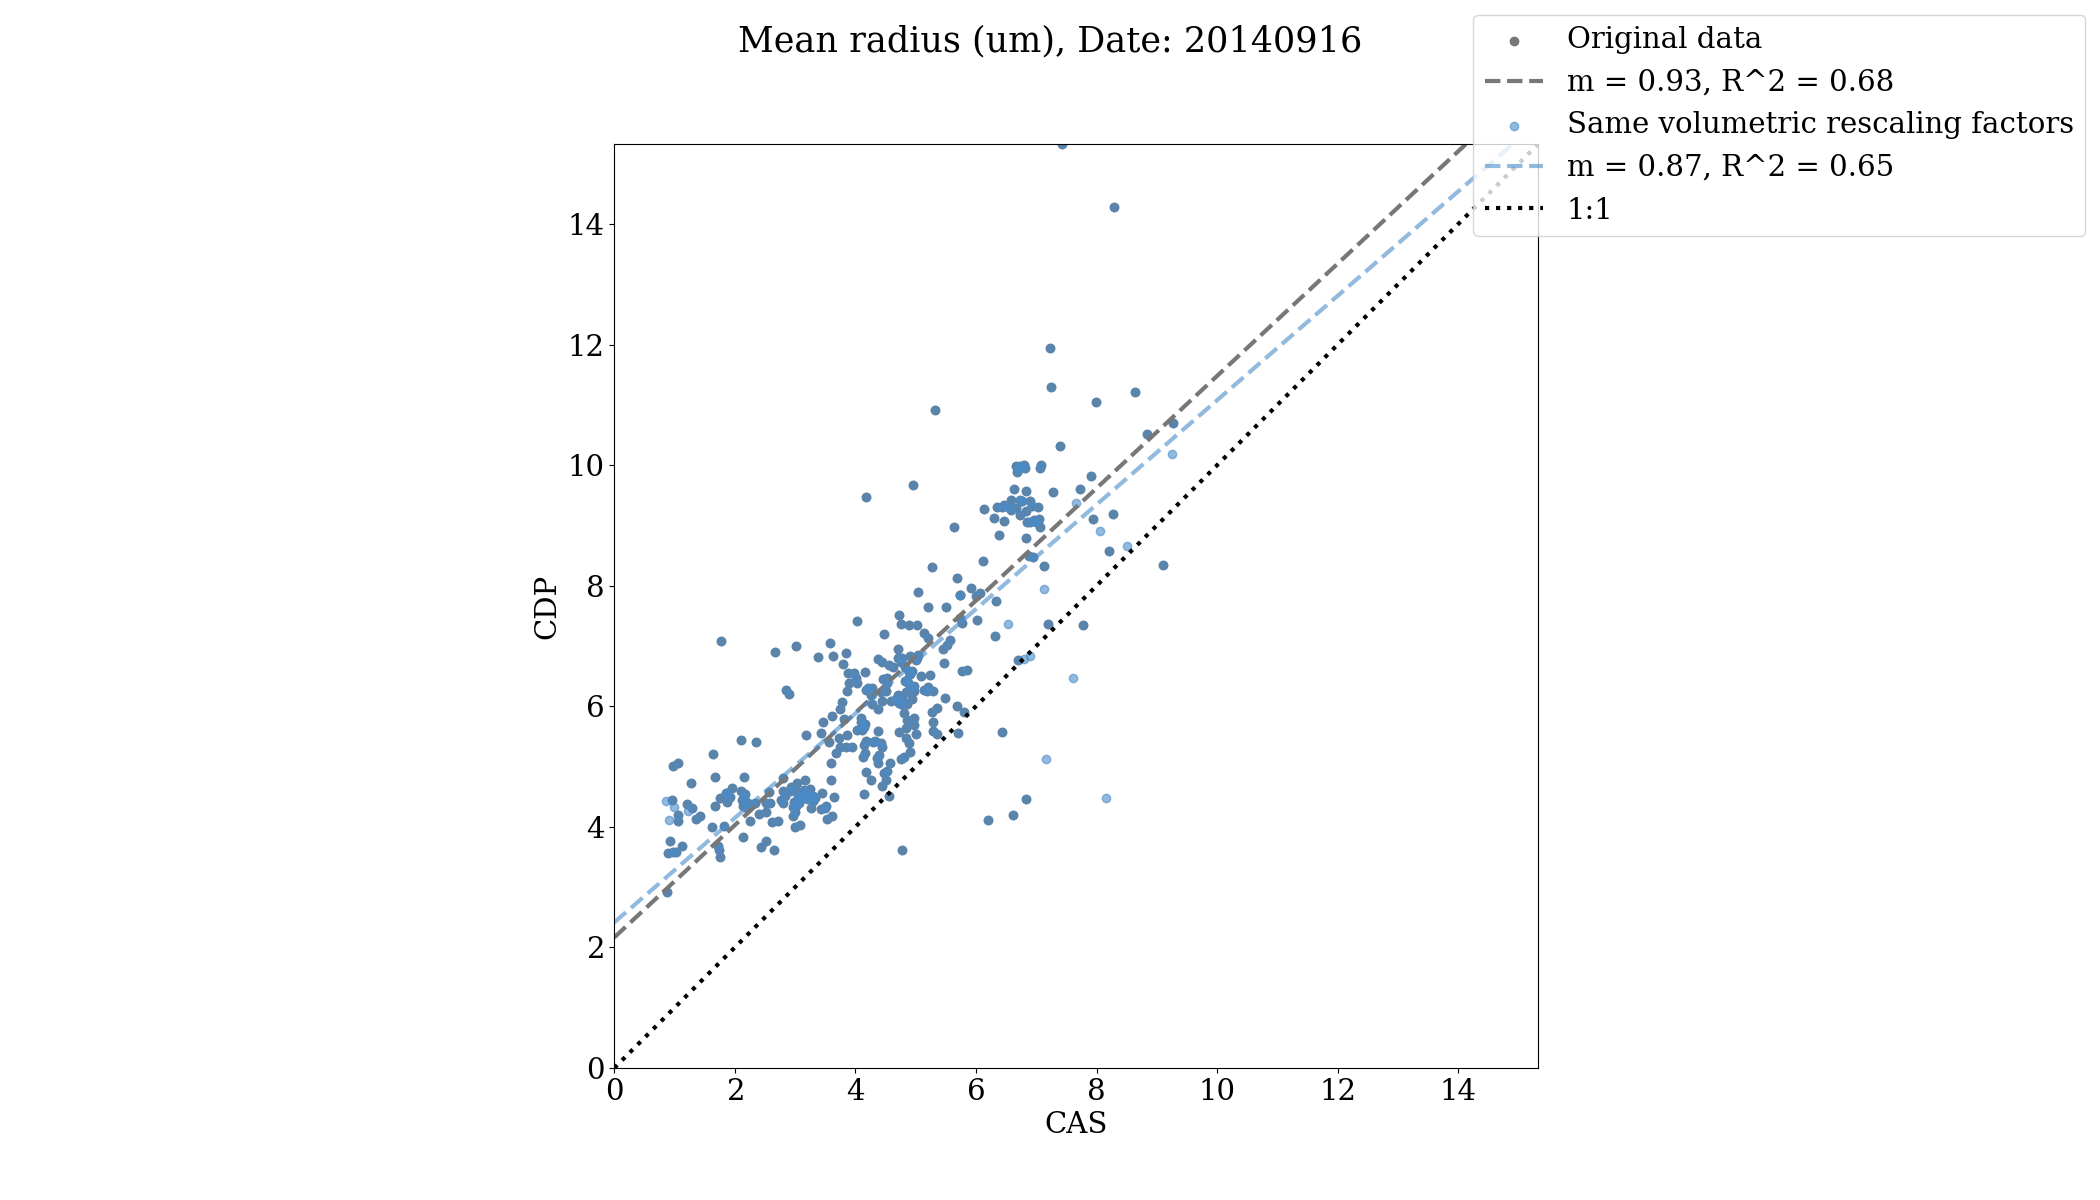 Mean radius (um), Date: 20140916
Original data
m = 0.93, R^2 = 0.68
Same volumetric rescaling factors
m = 0.87, R^2 = 0.65
1:1
14
12
10
8
6
4
2
0
CDP
0 2 4 6 8 10 12 14
CAS